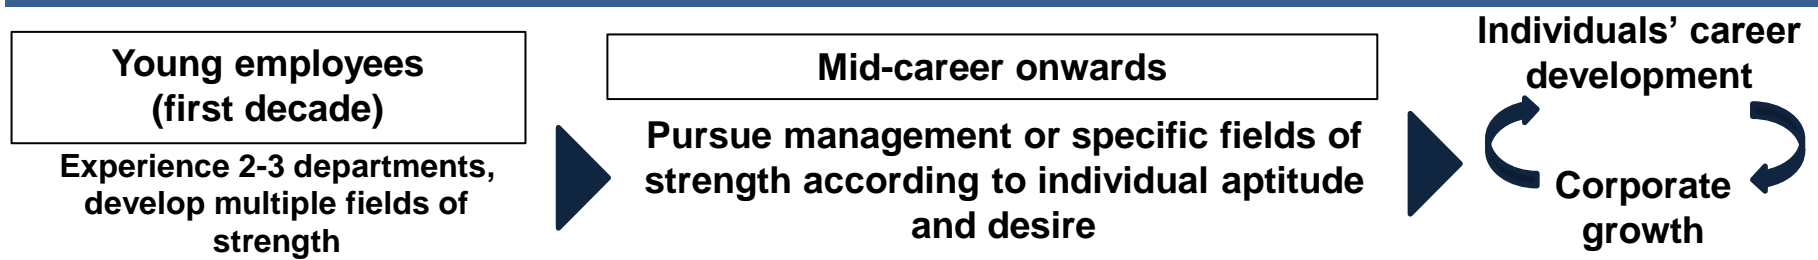 Young employees
(first decade)
Experience 2-3 departments,
develop multiple fields of
strength
Mid-career onwards
Pursue management or specific fields of
strength according to individual aptitude
and desire
Individuals’ career
development
Corporate
growth